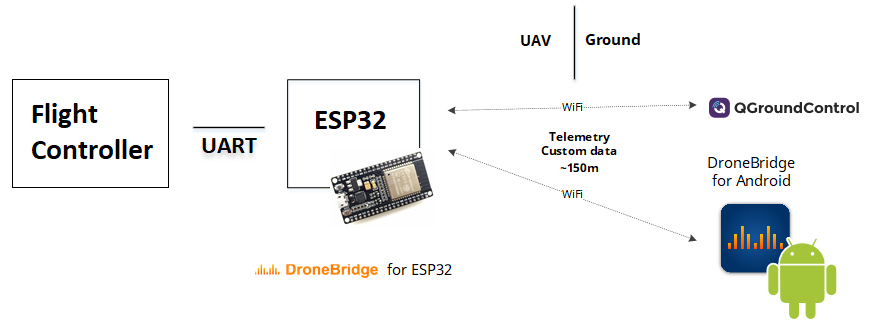 UAV
Ground
Flight
Controller
UART
ESP32
WiFi
QGroundControl
Telemetry
Custom data
~150m
WiFi
DroneBridge
for Android
DroneBridge for ESP32